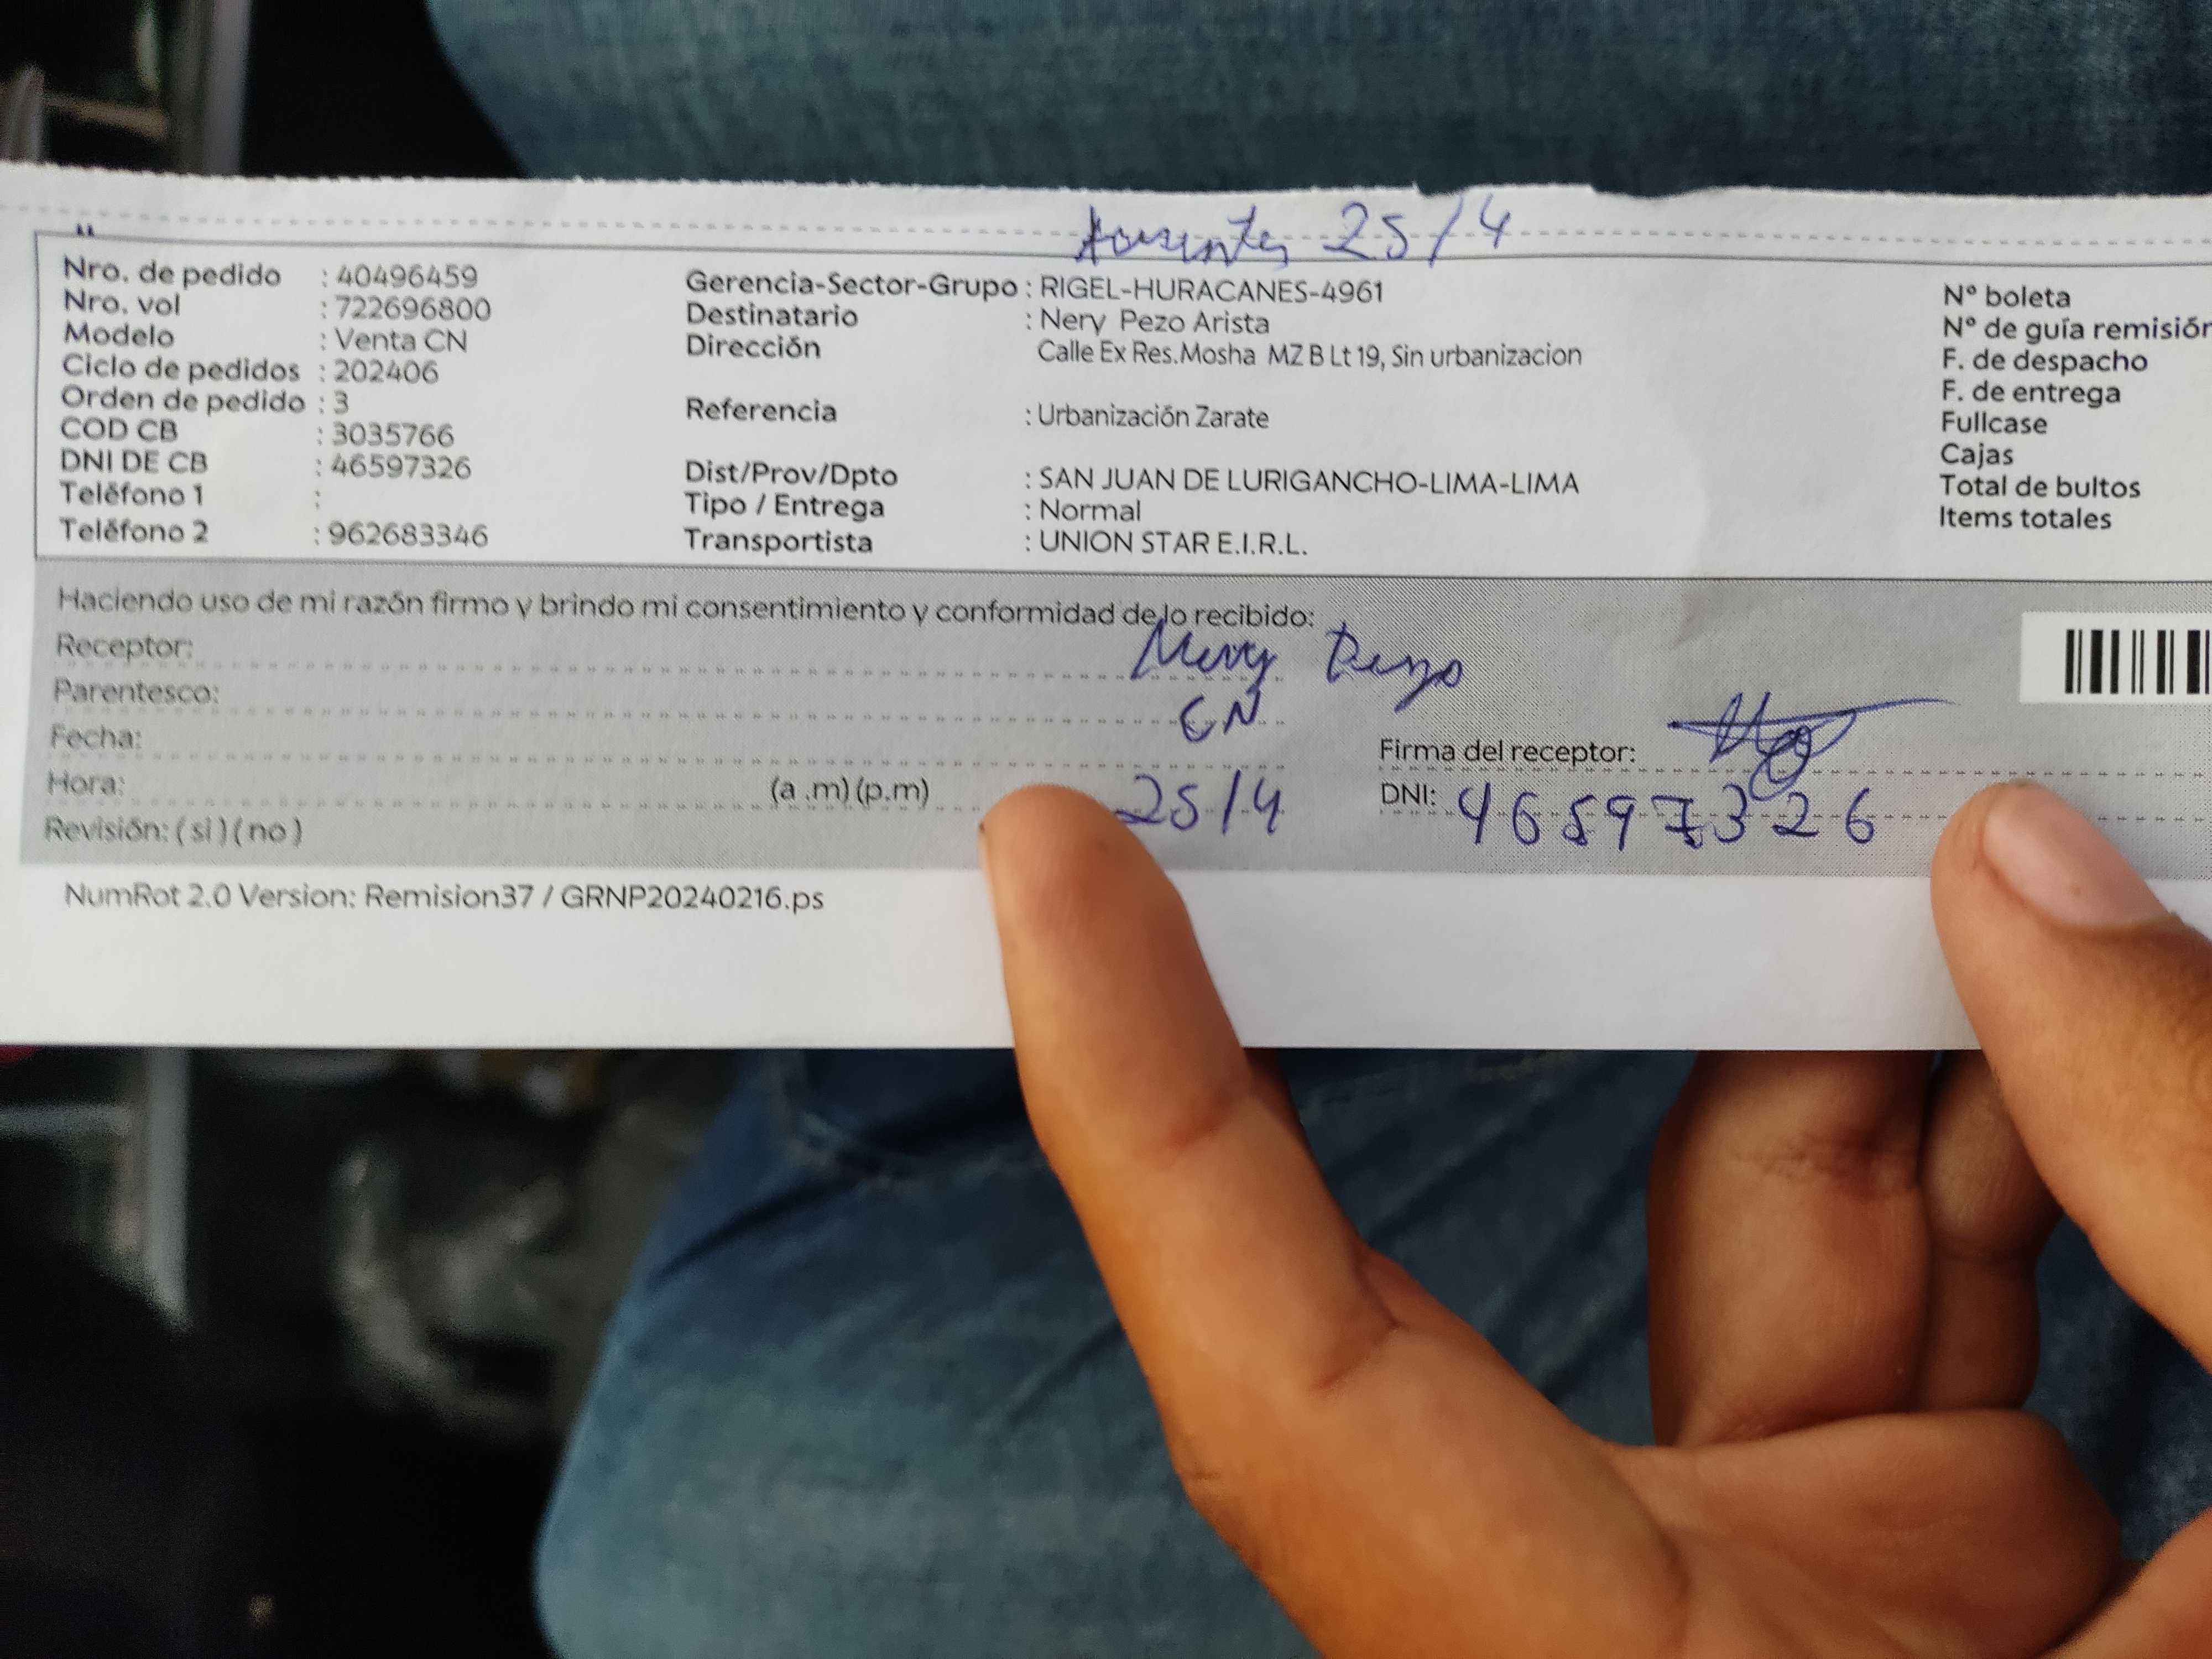 25/4
Nro. de pedido : 40496459
Nro. vol : 722696800
Modelo : Venta CN
Ciclo de pedidos : 202406
Orden de pedido : 3
COD CB : 3035766
DNI DE CB : 46597326
Teléfono 1 :
Teléfono 2 : 962683346
Gerencia-Sector-Grupo : RIGEL-HURACANES-4961
Destinatario : Nery Pezo Arista
Dirección Calle Ex Res.Mosha MZ B Lt 19, Sin urbanizacion
Referencia : Urbanización Zarate
Dist/Prov/Dpto : SAN JUAN DE LURIGANCHO-LIMA-LIMA
Tipo / Entrega : Normal
Transportista : UNION STAR E.I.R.L.
N° boleta
N° de guía remisión
F. de despacho
F. de entrega
Fullcase
Cajas
Total de bultos
Items totales
Haciendo uso de mi razón firmo y brindo mi consentimiento y conformidad de lo recibido:
Receptor: Nery Pezo
Parentesco: CN
Fecha:
Hora: (a .m) (p.m) 25/4
Revisión: ( si ) ( no )
Firma del receptor:
DNI: 46597326
NumRot 2.0 Version: Remision37 / GRNP20240216.ps